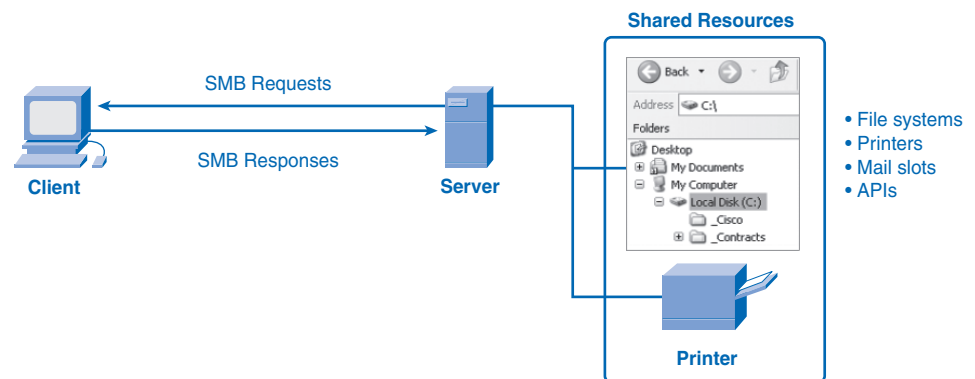 Shared Resources
SMB Requests
SMB Responses
Client
Server
Back
Address C:\
Folders
Desktop
My Documents
My Computer
Local Disk (C:)
_Cisco
_Contracts
Printer
• File systems
• Printers
• Mail slots
• APIs